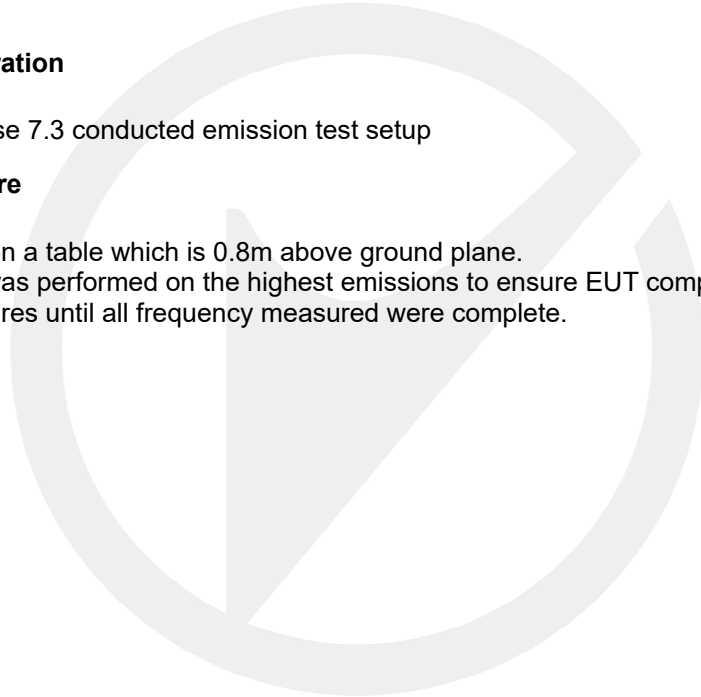 ration
se 7.3 conducted emission test setup
re
n a table which is 0.8m above ground plane.
was performed on the highest emissions to ensure EUT comp
res until all frequency measured were complete.